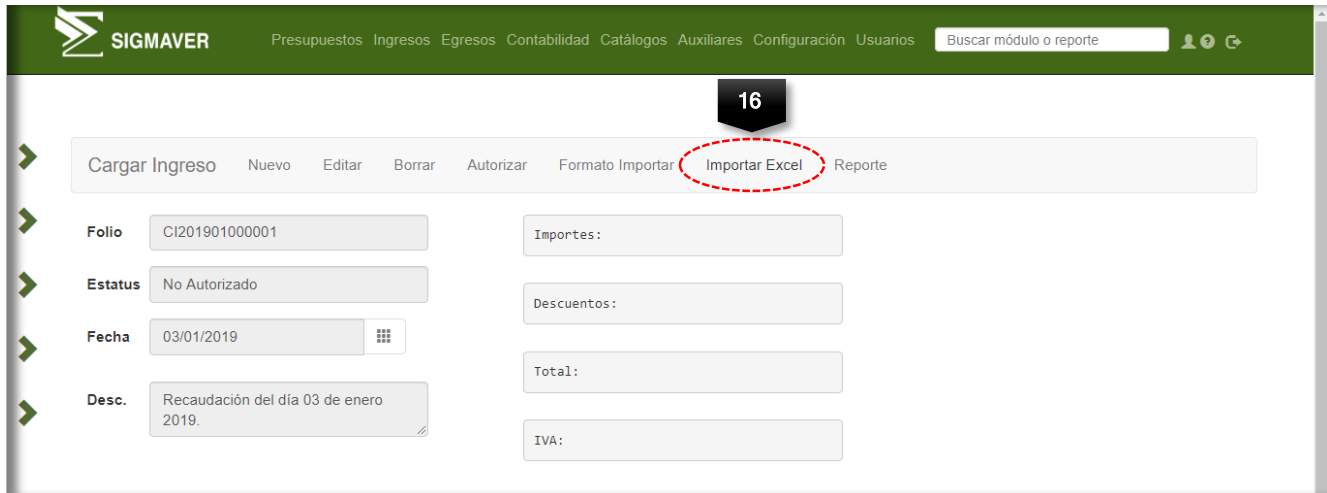 SIGMAVER Presupuestos Ingresos Egresos Contabilidad Catálogos Auxiliares Configuración Usuarios Buscar módulo o reporte
16
Cargar Ingreso Nuevo Editar Borrar Autorizar Formato Importar Importar Excel Reporte
Folio CI201901000001
Importes:
Estatus No Autorizado
Descuentos:
Fecha 03/01/2019
Total:
Desc. Recaudación del día 03 de enero
2019.
IVA: